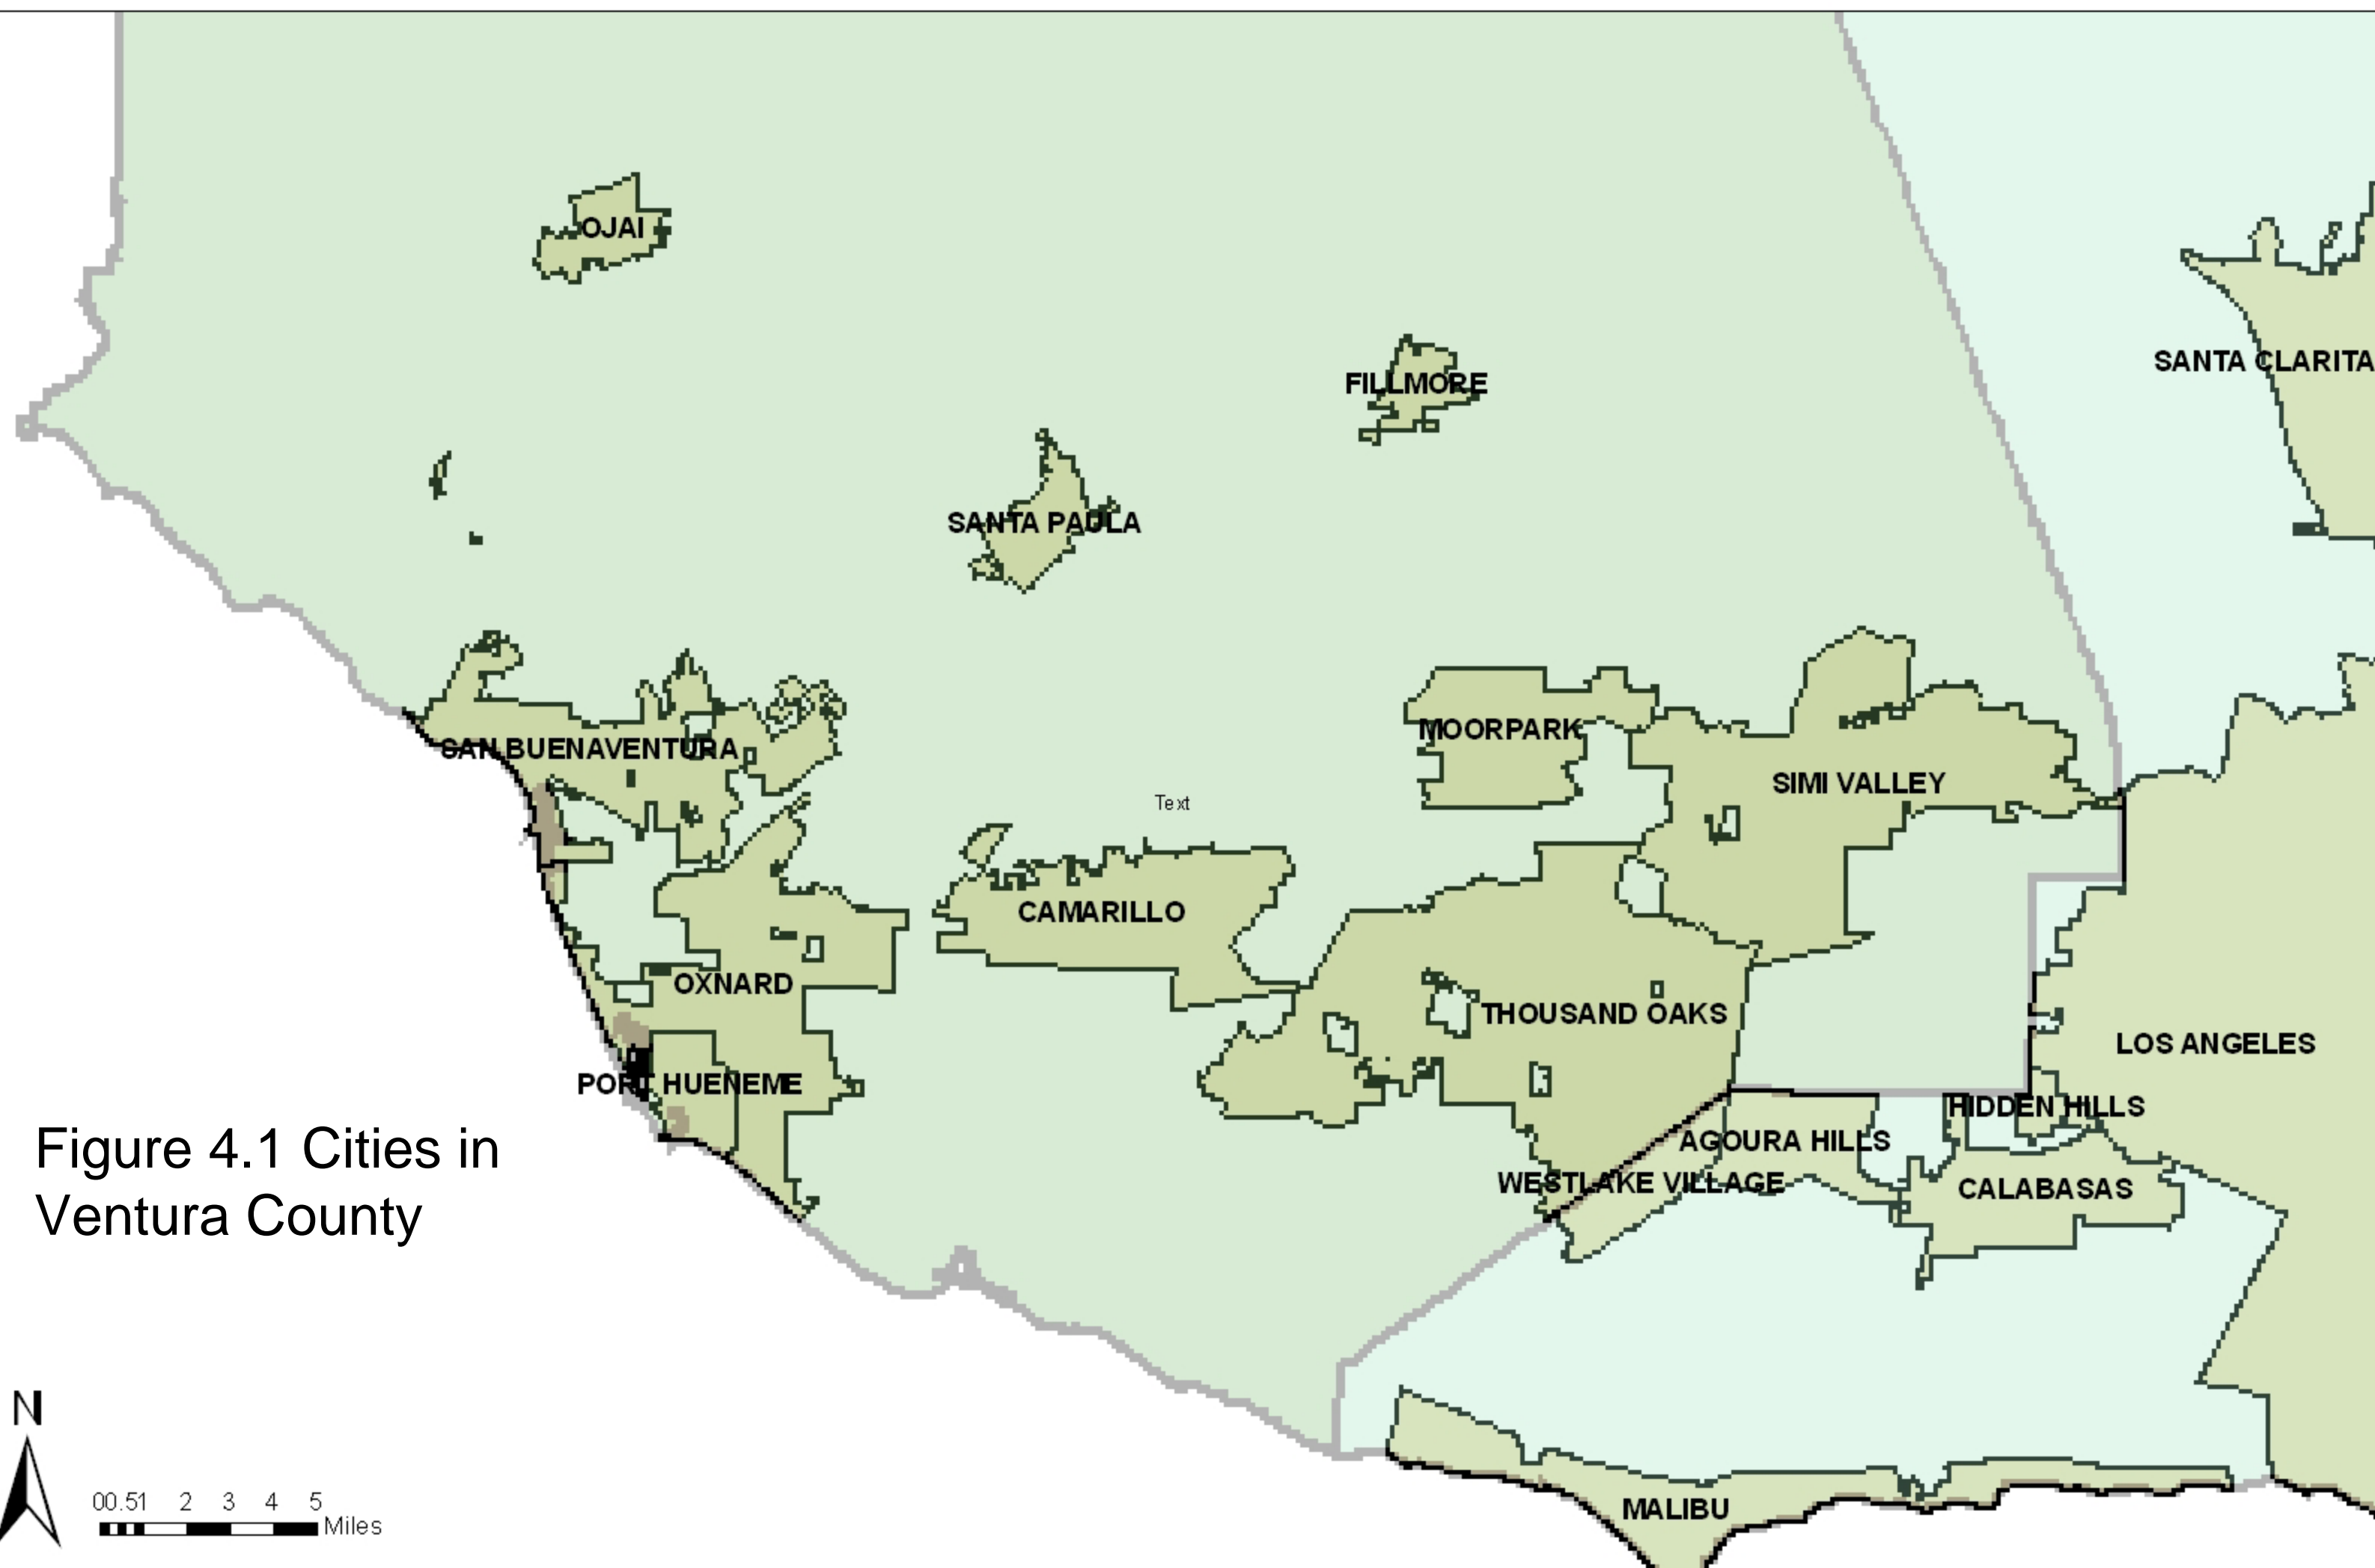 OJAI
SANTA CLARITA
FILLMORE
SANTA PAULA
MOORPARK
SAN BUENAVENTURA
SIMI VALLEY
Text
CAMARILLO
OXNARD
THOUSAND OAKS
LOS ANGELES
PORT HUENEME
HIDDEN HILLS
AGOURA HILLS
WESTLAKE VILLAGE
CALABASAS
Figure 4.1 Cities in
Ventura County
N
00.51 2 3 4 5
Miles
MALIBU